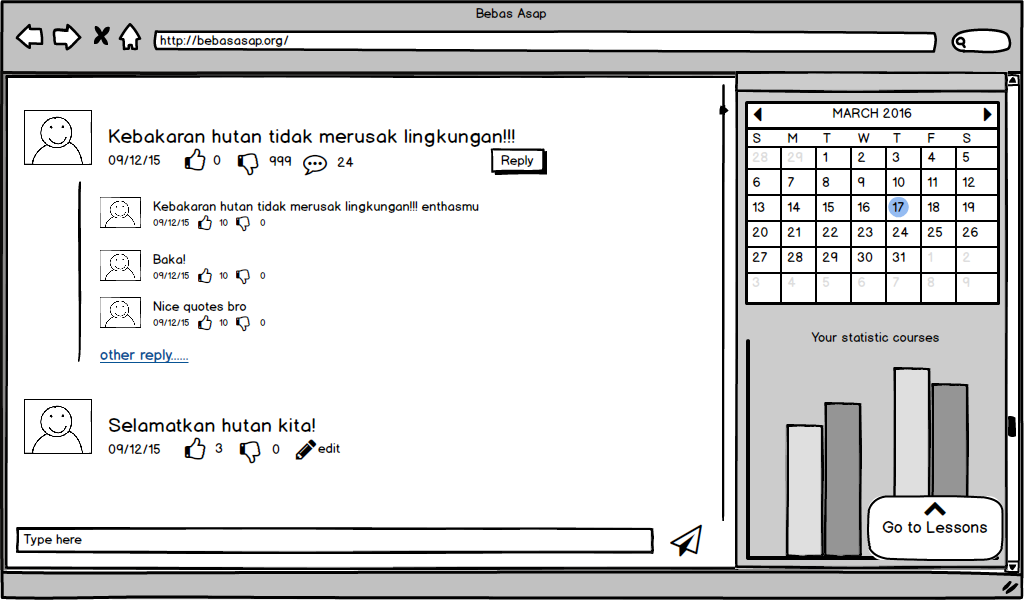 Bebas Asap
http://bebasasap.org/
Kebakaran hutan tidak merusak lingkungan!!!
09/12/15 0 999 24 Reply
Kebakaran hutan tidak merusak lingkungan!!! enthasmu
09/12/15 10 0
Baka!
09/12/15 10 0
Nice quotes bro
09/12/15 10 0
other reply......
Selamatkan hutan kita!
09/12/15 3 0 edit
Type here
MARCH 2016
S M T W T F S
28 29 1 2 3 4 5
6 7 8 9 10 11 12
13 14 15 16 17 18 19
20 21 22 23 24 25 26
27 28 29 30 31 1 2
3 4 5 6 7 8 9
Your statistic courses
Go to Lessons